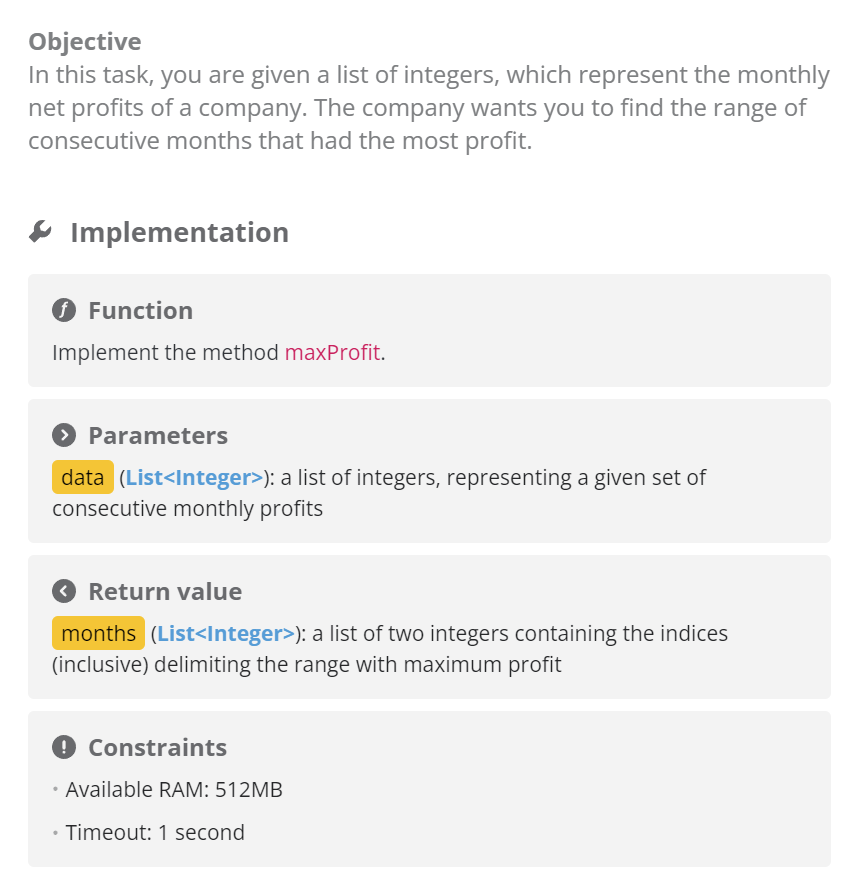 Objective
In this task, you are given a list of integers, which represent the monthly
net profits of a company. The company wants you to find the range of
consecutive months that had the most profit.
Implementation
Function
Implement the method maxProfit.
Parameters
data (List<Integer>): a list of integers, representing a given set of
consecutive monthly profits
Return value
months (List<Integer>): a list of two integers containing the indices
(inclusive) delimiting the range with maximum profit
Constraints
• Available RAM: 512MB
• Timeout: 1 second